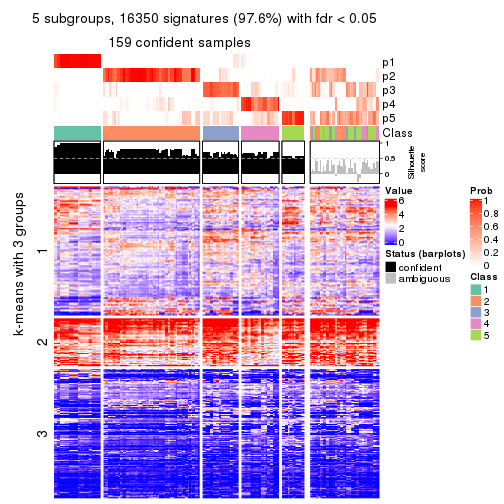 5 subgroups, 16350 signatures (97.6%) with fdr < 0.05
159 confident samples
p1
p2
p3
p4
p5
Class
1
0.5
0
Silhouette
score
k-means with 3 groups
1
2
3
Value
6
4
2
0
Status (barplots)
confident
ambiguous
Prob
1
0.8
0.6
0.4
0.2
0
Class
1
2
3
4
5